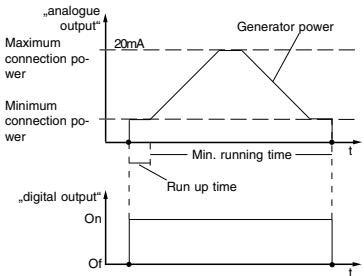 „analogue
output“
Maximum
connection po-
wer
20mA
Generator power
Minimum
connection po-
wer
t
Min. running time
Run up time
„digital output“
On
Of
t